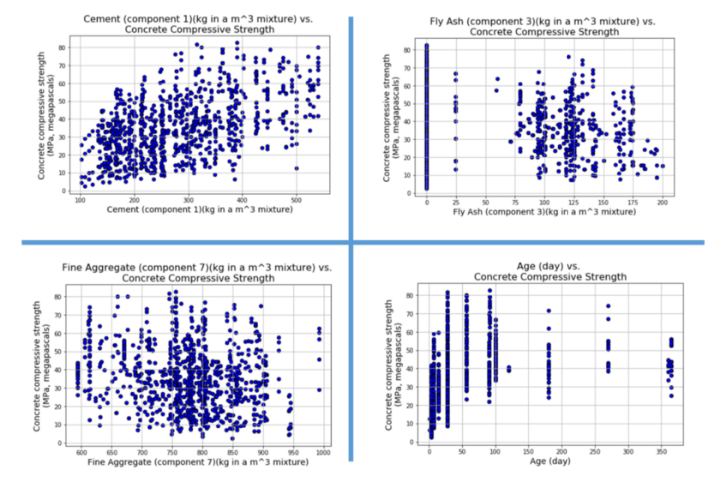 Cement (component 1)(kg in a m^3 mixture) vs.
Concrete Compressive Strength
Concrete compressive strength
(MPa, megapascals)
80
70
60
50
40
30
20
10
0
100 200 300 400 500
Cement (component 1)(kg in a m^3 mixture)
Fly Ash (component 3)(kg in a m^3 mixture) vs.
Concrete Compressive Strength
Concrete compressive strength
(MPa, megapascals)
80
70
60
50
40
30
20
10
0
0 25 50 75 100 125 150 175 200
Fly Ash (component 3)(kg in a m^3 mixture)
Fine Aggregate (component 7)(kg in a m^3 mixture) vs.
Concrete Compressive Strength
Concrete compressive strength
(MPa, megapascals)
80
70
60
50
40
30
20
10
0
600 650 700 750 800 850 900 950 1000
Fine Aggregate (component 7)(kg in a m^3 mixture)
Age (day) vs.
Concrete Compressive Strength
Concrete compressive strength
(MPa, megapascals)
80
70
60
50
40
30
20
10
0
0 50 100 150 200 250 300 350
Age (day)